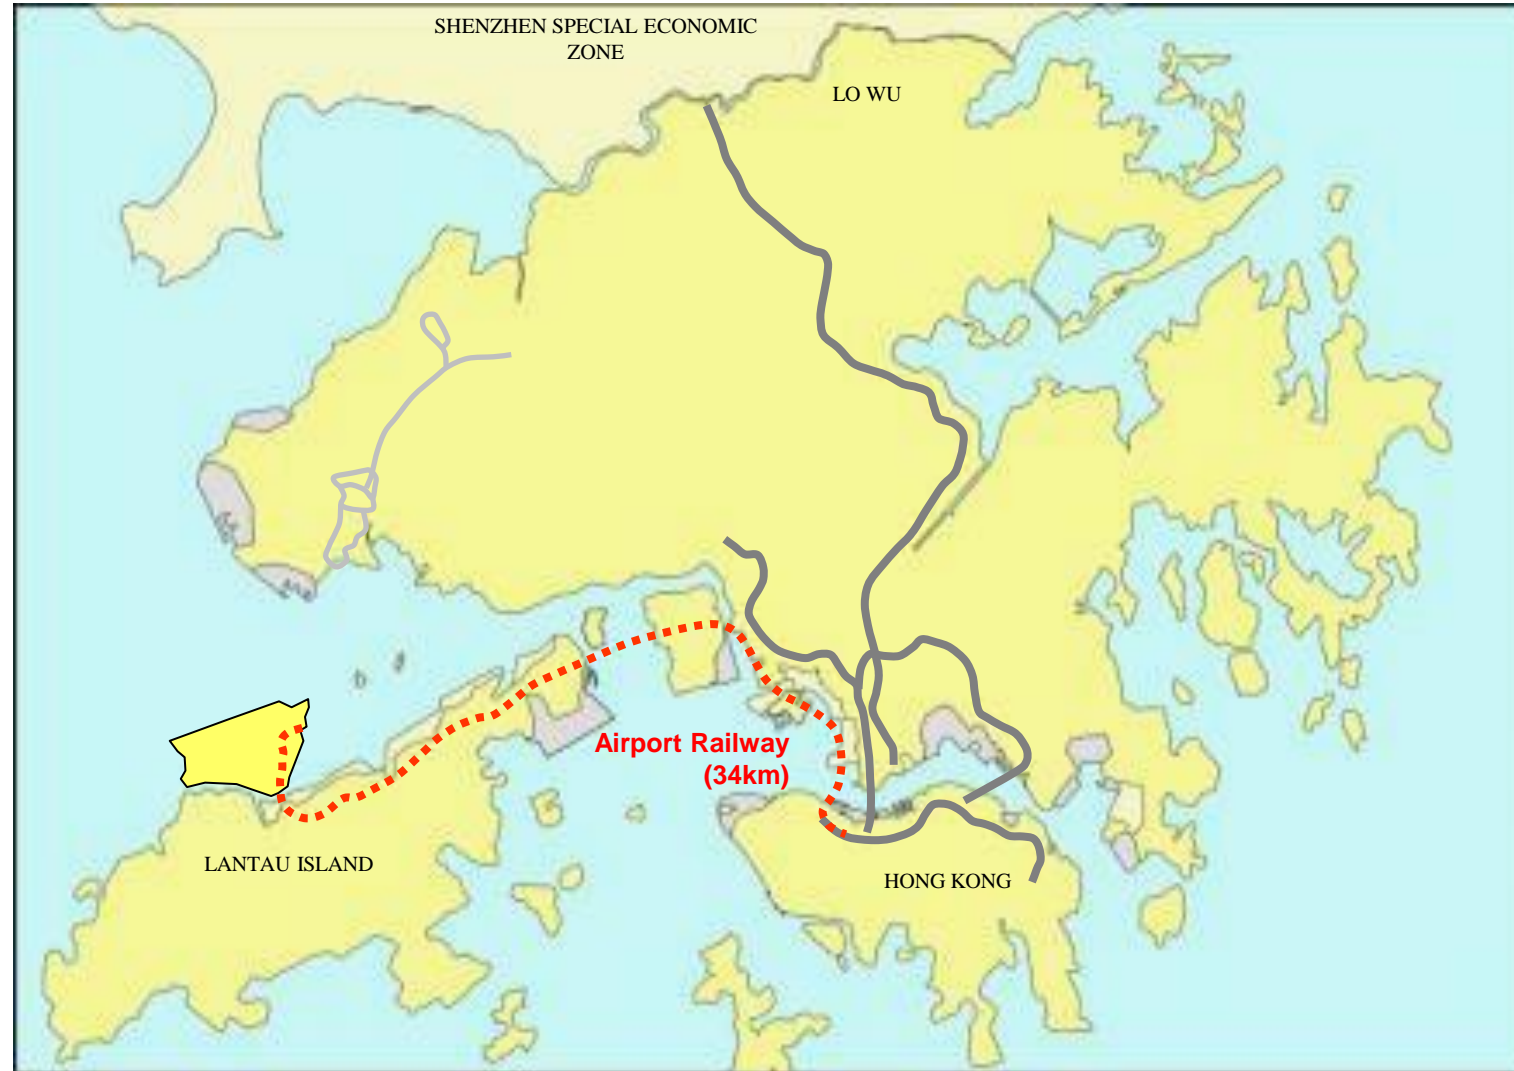 SHENZHEN SPECIAL ECONOMIC
ZONE
LO WU
Airport Railway
(34km)
LANTAU ISLAND
HONG KONG